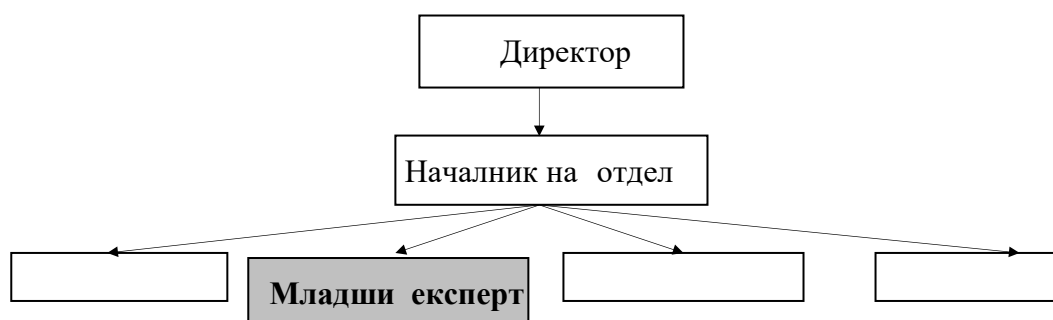 Директор
Началник на отдел
Младши експерт